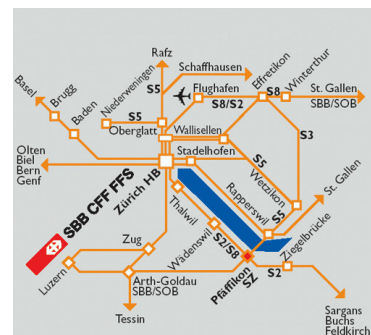 Rafz
Schaffhausen
Basel
Brugg
Baden
Niederweningen
S5
Flughafen
S8/S2
Effretikon
S8
Winterthur
St. Gallen
SBB/SOB
S5
Oberglatt
Wallisellen
Stadelhofen
S3
Olten
Biel
Bern
Genf
SBB CFF FFS
Zürich HB
S5
Wetzikon
Rapperswil
S5
St. Gallen
Thalwil
Wädenswil
S2/S8
Zug
Luzern
Arth-Goldau
SBB/SOB
Tessin
Pfäffikon
SZ
S2
Ziegelbrücke
Sargans
Buchs
Feldkirch